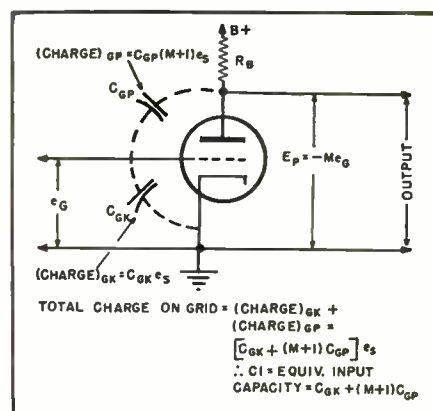 B+
(CHARGE)GP=CGP(M+1)eS
RB
CGP
EP=-MeG
OUTPUT
eG
CGK
(CHARGE)GK=CGK eS
TOTAL CHARGE ON GRID=(CHARGE)GK+
(CHARGE)GP=
[CGK+(M+1)CGP]eS
∴ CI=EQUIV. INPUT
CAPACITY=CGK+(M+1)CGP